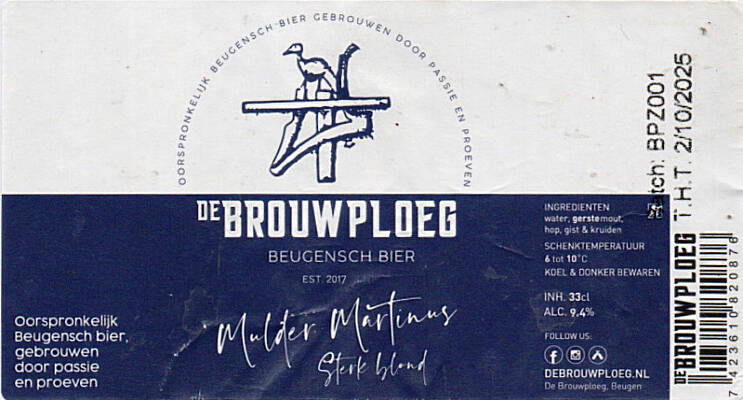 OORSPRONKELIJK BEUGENSCH-BIER GEBROUWEN DOOR PASSIE EN PROEVEN
DE BROUWPLOEG
BEUGENSCH BIER
EST. 2017
Mulder Martinus
Sterk blond
Oorspronkelijk
Beugensch bier,
gebrouwen
door passie
en proeven
INGREDIENTEN
water, gerstemout,
hop, gist & kruiden
SCHENKTEMPERATUUR
6 tot 10°C
KOEL & DONKER BEWAREN
INH. 33cl
ALC. 9,4%
FOLLOW US:
DEBROUWPLOEG.NL
De Brouwploeg, Beugen
Batch: BPZ001
T.H.T. 2/10/2025
DE BROUWPLOEG
7 423610 820876